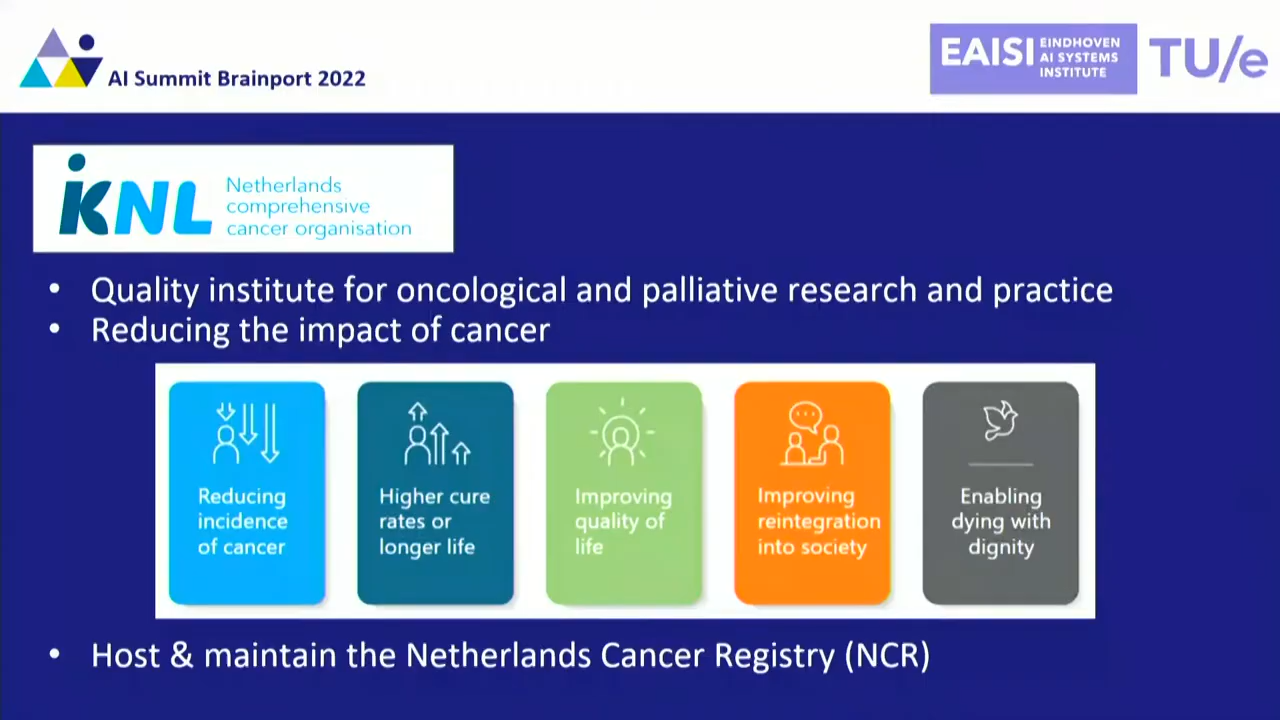 AI Summit Brainport 2022
EAISI
EINDHOVEN
AI SYSTEMS
INSTITUTE
TU/e
iKNL
Netherlands
comprehensive
cancer organisation
• Quality institute for oncological and palliative research and practice
• Reducing the impact of cancer
Reducing
incidence
of cancer
Higher cure
rates or
longer life
Improving
quality of
life
Improving
reintegration
into society
Enabling
dying with
dignity
• Host & maintain the Netherlands Cancer Registry (NCR)